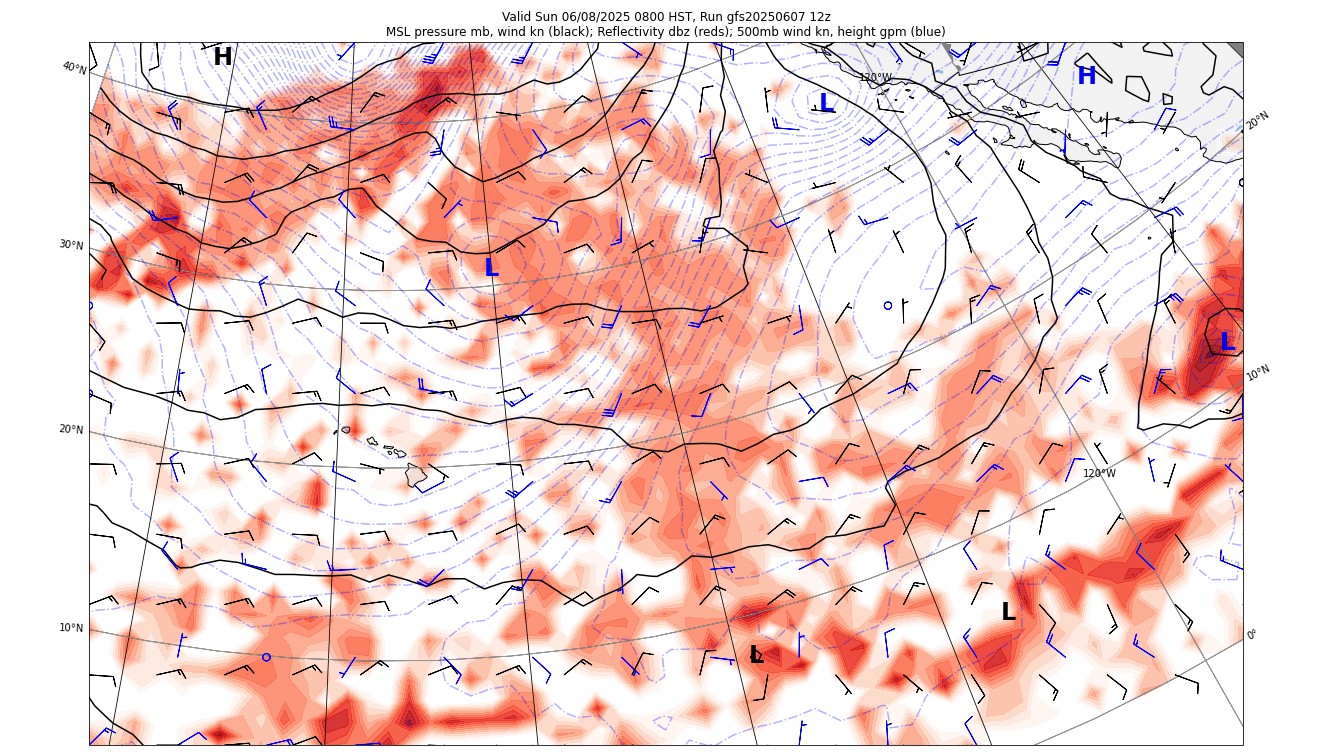 Valid Sun 06/08/2025 0800 HST, Run gfs20250607 12z
MSL pressure mb, wind kn (black); Reflectivity dbz (reds); 500mb wind kn, height gpm (blue)
H
40°N
120°W
H
L
20°N
30°N
L
L
10°N
20°N
120°W
L
10°N
0°
L